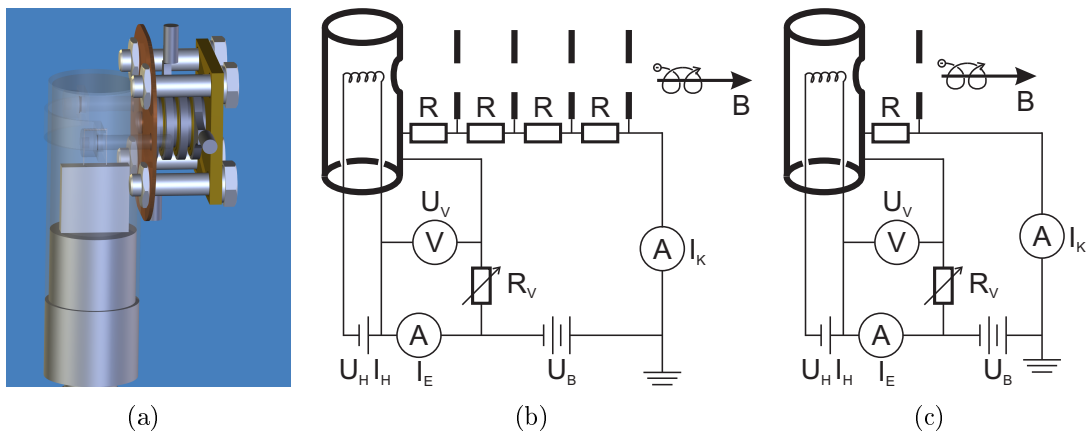 R R R R
B
U_V
V
A I_K
R_V
A
U_H I_H I_E U_B
R
B
U_V
V
A I_K
R_V
A
U_H I_H I_E U_B
(a) (b) (c)